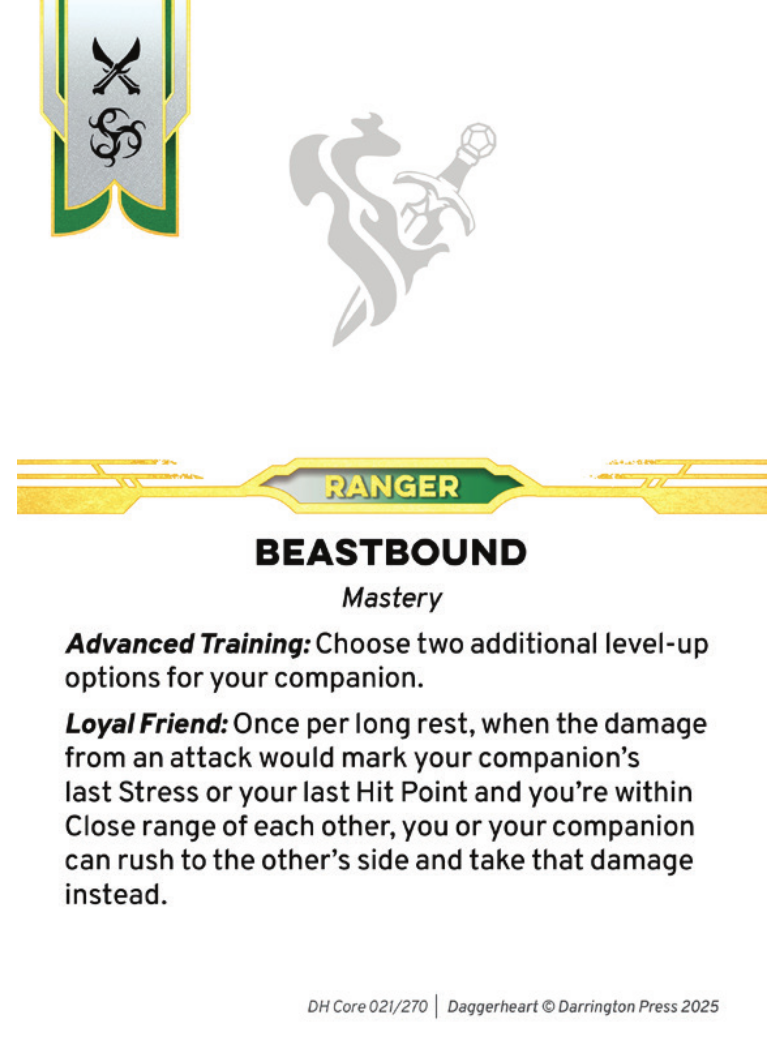 RANGER
BEASTBOUND
Mastery
Advanced Training: Choose two additional level-up
options for your companion.
Loyal Friend: Once per long rest, when the damage
from an attack would mark your companion’s
last Stress or your last Hit Point and you’re within
Close range of each other, you or your companion
can rush to the other’s side and take that damage
instead.
DH Core 021/270 | Daggerheart © Darrington Press 2025